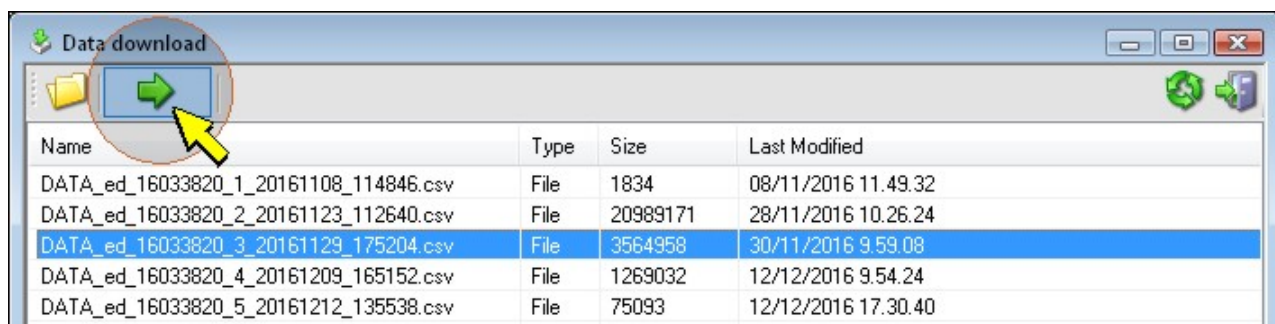 Data download
Name Type Size Last Modified
DATA_ed_16033820_1_20161108_114846.csv File 1834 08/11/2016 11.49.32
DATA_ed_16033820_2_20161123_112640.csv File 20989171 28/11/2016 10.26.24
DATA_ed_16033820_3_20161129_175204.csv File 3564958 30/11/2016 9.59.08
DATA_ed_16033820_4_20161209_165152.csv File 1269032 12/12/2016 9.54.24
DATA_ed_16033820_5_20161212_135538.csv File 75093 12/12/2016 17.30.40